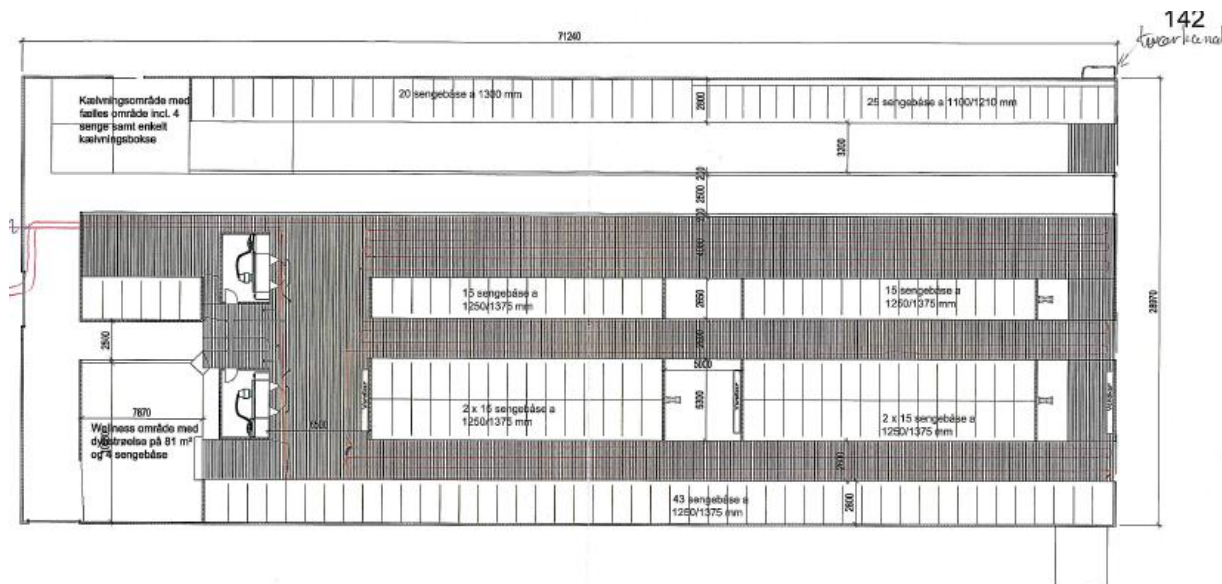 142
71240
Kælvningsområde med
fælles område incl. 4
senge samt enkelt
kælvningsbokse
20 sengebåse a 1300 mm
2600
25 sengebåse a 1100/1210 mm
3200
200
2500
4000
15 sengebåse a
1250/1375 mm
2650
15 sengebåse a
1250/1375 mm
28970
2500
5000
7870
6500
Wellness område med
dybstrøelse på 81 m²
og 4 sengebåse
2 x 15 sengebåse a
1250/1375 mm
5300
2 x 15 sengebåse a
1250/1375 mm
43 sengebåse a
1250/1375 mm
2600